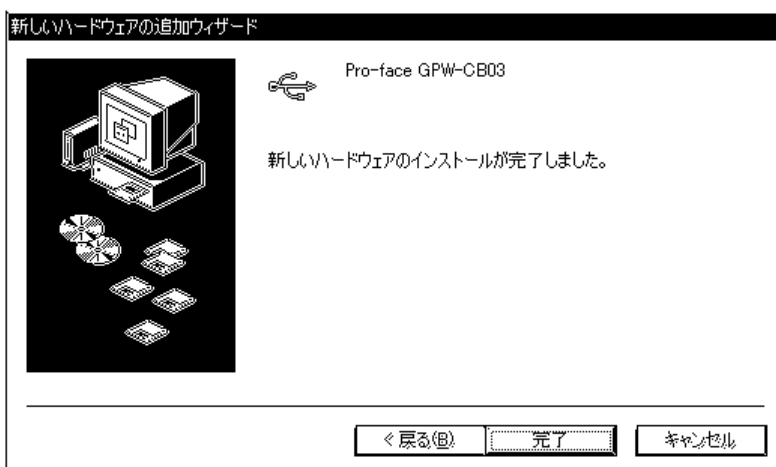 新しいハードウェアの追加ウィザード
Pro-face GPW-CB03
新しいハードウェアのインストールが完了しました。
< 戻る(B)
完了
キャンセル